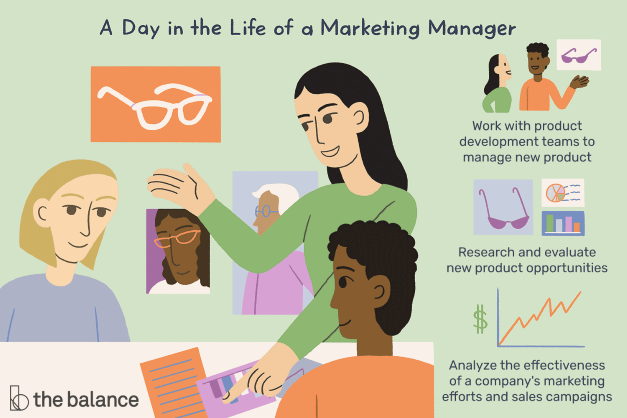 A Day in the Life of a Marketing Manager
Work with product
development teams to
manage new product
Research and evaluate
new product opportunities
$
Analyze the effectiveness
of a company's marketing
efforts and sales campaigns
the balance